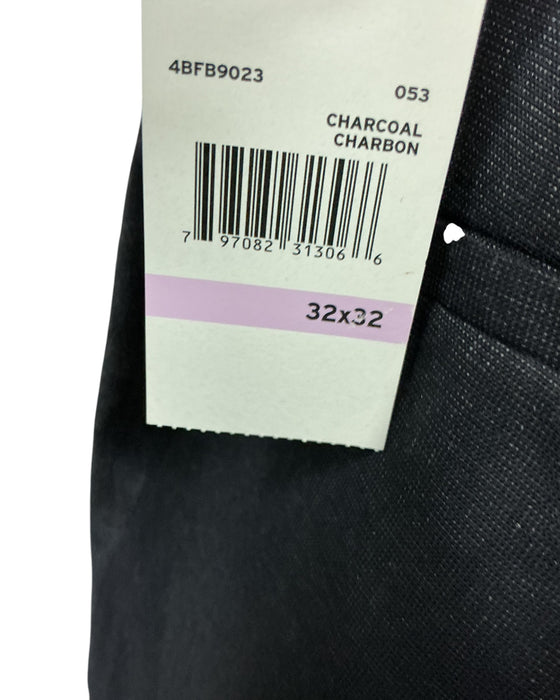 4BFB9023
053
CHARCOAL
CHARBON
7 97082 31306 6
32x32